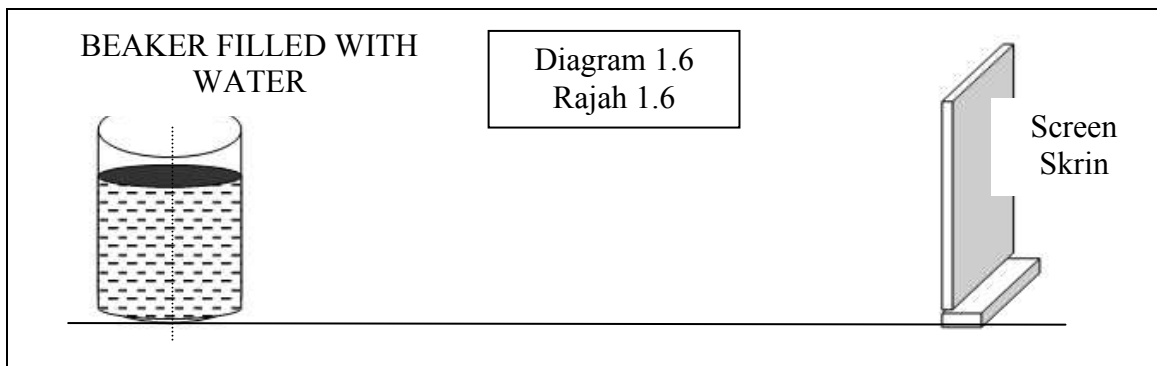 BEAKER FILLED WITH
WATER
Diagram 1.6
Rajah 1.6
Screen
Skrin